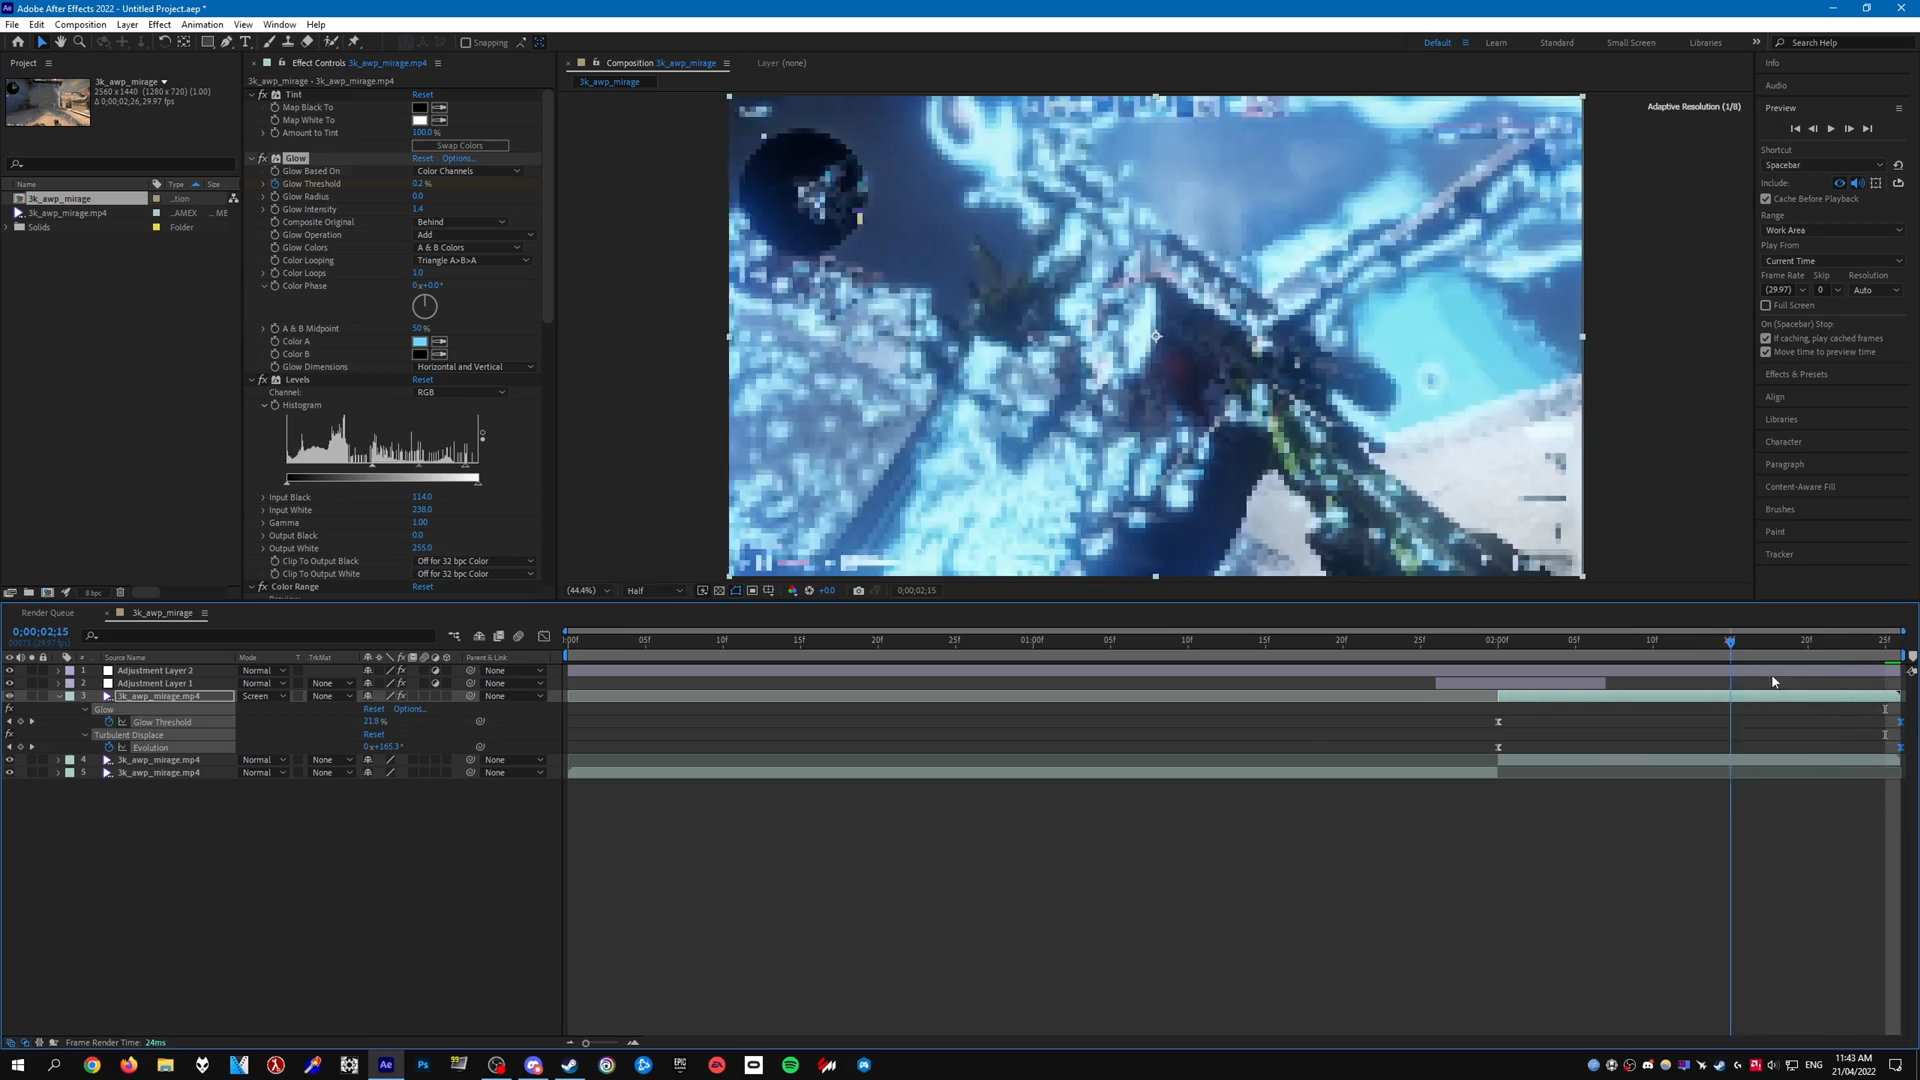 Adobe After Effects 2022 - Untitled Project.aep *
File Edit Composition Layer Effect Animation View Window Help
Snapping
Default Learn Standard Small Screen Libraries Search Help
Project
3k_awp_mirage
2560 x 1440 (1280 x 720) (1.00)
Δ 0;00;02;26, 29.97 fps
Name Type Size
3k_awp_mirage ...tion
3k_awp_mirage.mp4 ...AMEX ... ME
Solids Folder
8 bpc
Effect Controls 3k_awp_mirage.mp4
3k_awp_mirage • 3k_awp_mirage.mp4
fx Tint Reset
Map Black To
Map White To
Amount to Tint 100.0 %
Swap Colors
fx Glow Reset Options...
Glow Based On Color Channels
Glow Threshold 0.2 %
Glow Radius 0.0
Glow Intensity 1.4
Composite Original Behind
Glow Operation Add
Glow Colors A & B Colors
Color Looping Triangle A>B>A
Color Loops 1.0
Color Phase 0 x+0.0°
A & B Midpoint 50 %
Color A
Color B
Glow Dimensions Horizontal and Vertical
fx Levels Reset
Channel: RGB
Histogram
Input Black 114.0
Input White 238.0
Gamma 1.00
Output Black 0.0
Output White 255.0
Clip To Output Black Off for 32 bpc Color
Clip To Output White Off for 32 bpc Color
fx Color Range Reset
Composition 3k_awp_mirage Layer (none)
3k_awp_mirage
Adaptive Resolution (1/8)
(44.4%) Half +0.0 0;00;02;15
Info
Audio
Preview
Shortcut
Spacebar
Include:
Cache Before Playback
Range
Work Area
Play From
Current Time
Frame Rate Skip Resolution
(29.97) 0 Auto
Full Screen
On (Spacebar) Stop:
If caching, play cached frames
Move time to preview time
Effects & Presets
Align
Libraries
Character
Paragraph
Content-Aware Fill
Brushes
Paint
Tracker
Render Queue 3k_awp_mirage
0;00;02;15
00075 (29.97 fps)
:00f 05f 10f 15f 20f 25f 01:00f 05f 10f 15f 20f 25f 02:00f 05f 10f 15f 20f 25f
# Source Name Mode T TrkMat Parent & Link
1 Adjustment Layer 2 Normal None
2 Adjustment Layer 1 Normal None None
3 3k_awp_mirage.mp4 Screen None None
fx Glow Reset Options...
Glow Threshold 21.8 %
fx Turbulent Displace Reset
Evolution 0 x+165.3°
4 3k_awp_mirage.mp4 Normal None None
5 3k_awp_mirage.mp4 Normal None None
Frame Render Time: 24ms
ENG
11:43 AM
21/04/2022